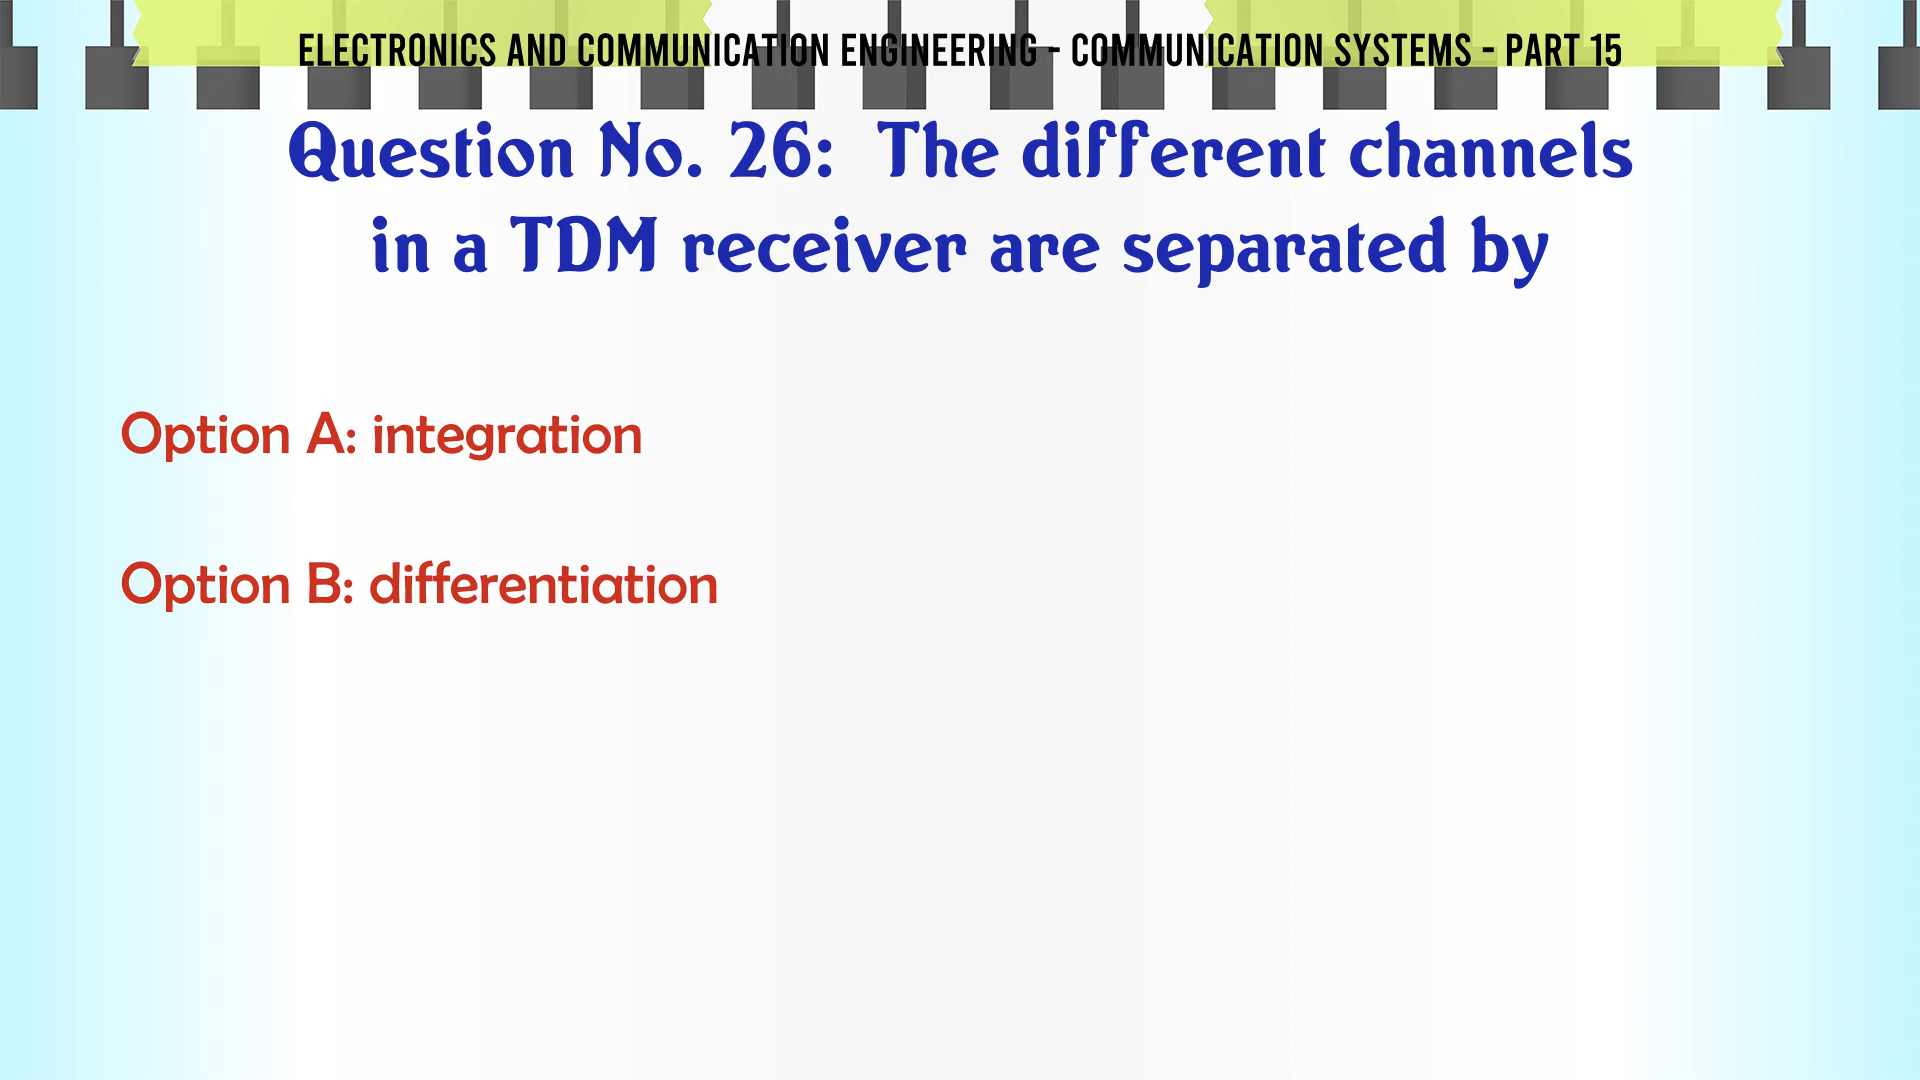 ELECTRONICS AND COMMUNICATION ENGINEERING - COMMUNICATION SYSTEMS - PART 15
Question No. 26: The different channels
in a TDM receiver are separated by
Option A: integration
Option B: differentiation